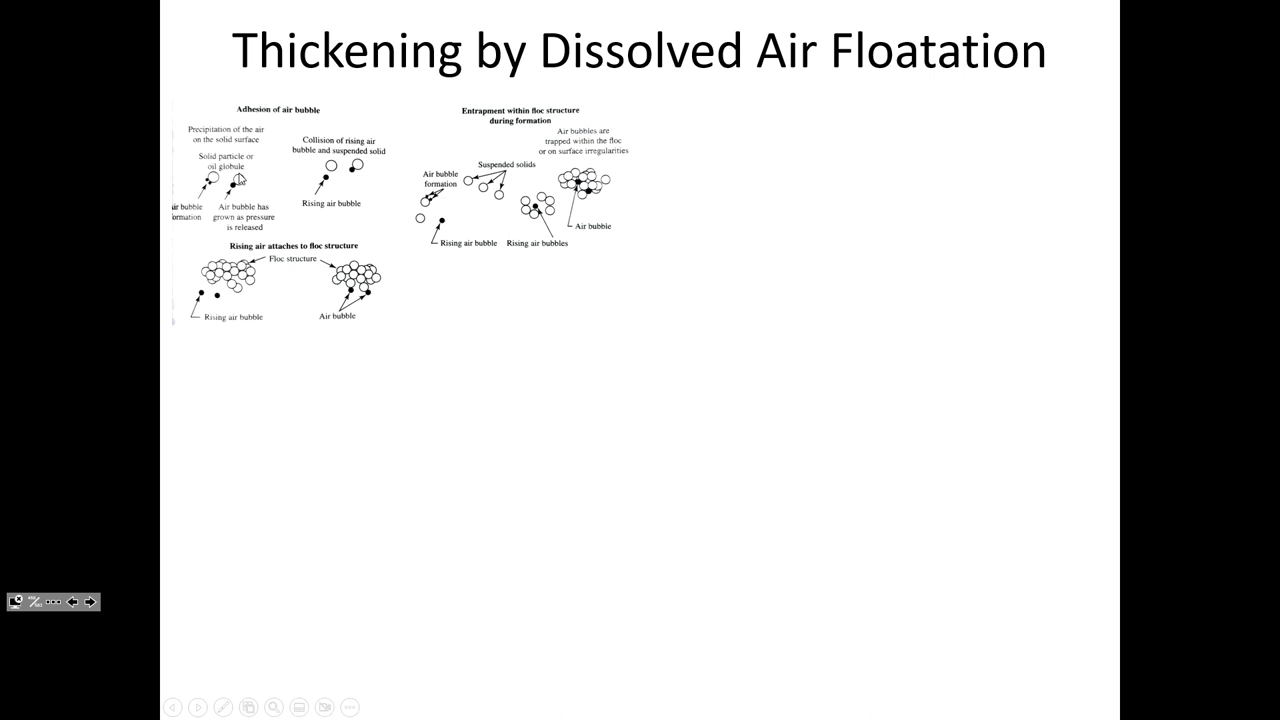 Thickening by Dissolved Air Floatation
Adhesion of air bubble
Precipitation of the air
on the solid surface
Solid particle or
oil globule
ir bubble
ormation
Air bubble has
grown as pressure
is released
Collision of rising air
bubble and suspended solid
Rising air bubble
Entrapment within floc structure
during formation
Air bubbles are
trapped within the floc
or on surface irregularities
Suspended solids
Air bubble
formation
Rising air bubble
Rising air bubbles
Air bubble
Rising air attaches to floc structure
Floc structure
Rising air bubble
Air bubble